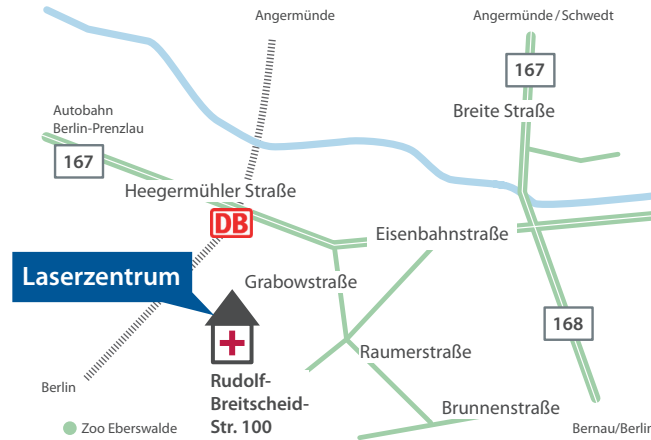 Angermünde
Angermünde / Schwedt
167
Breite Straße
Autobahn
Berlin-Prenzlau
167
Heegermühler Straße
DB
Eisenbahnstraße
Laserzentrum
Grabowstraße
168
Raumerstraße
Berlin
Rudolf-
Breitscheid-
Str. 100
Brunnenstraße
Zoo Eberswalde
Bernau/Berlin